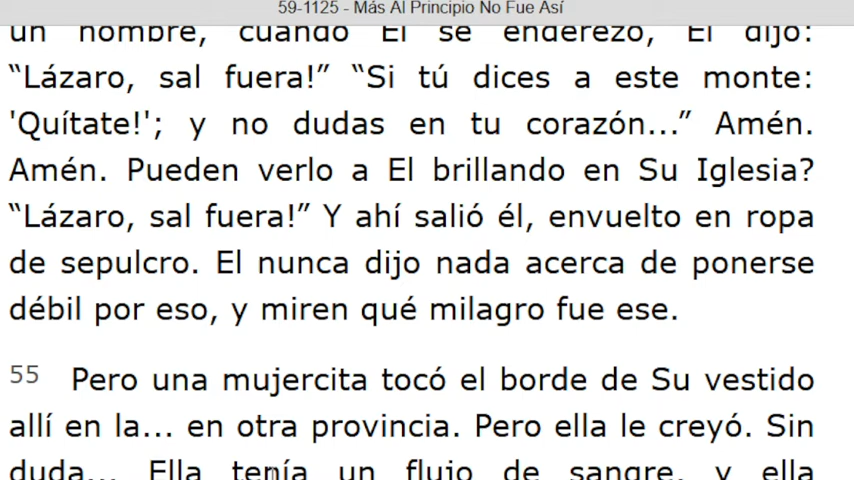 59-1125 - Más Al Principio No Fue Así
un hombre, cuando El se enderezó, El dijo:
“Lázaro, sal fuera!” “Si tú dices a este monte:
'Quítate!'; y no dudas en tu corazón...” Amén.
Amén. Pueden verlo a El brillando en Su Iglesia?
“Lázaro, sal fuera!” Y ahí salió él, envuelto en ropa
de sepulcro. El nunca dijo nada acerca de ponerse
débil por eso, y miren qué milagro fue ese.
55 Pero una mujercita tocó el borde de Su vestido
allí en la... en otra provincia. Pero ella le creyó. Sin
duda... Ella tenía un flujo de sangre, y ella